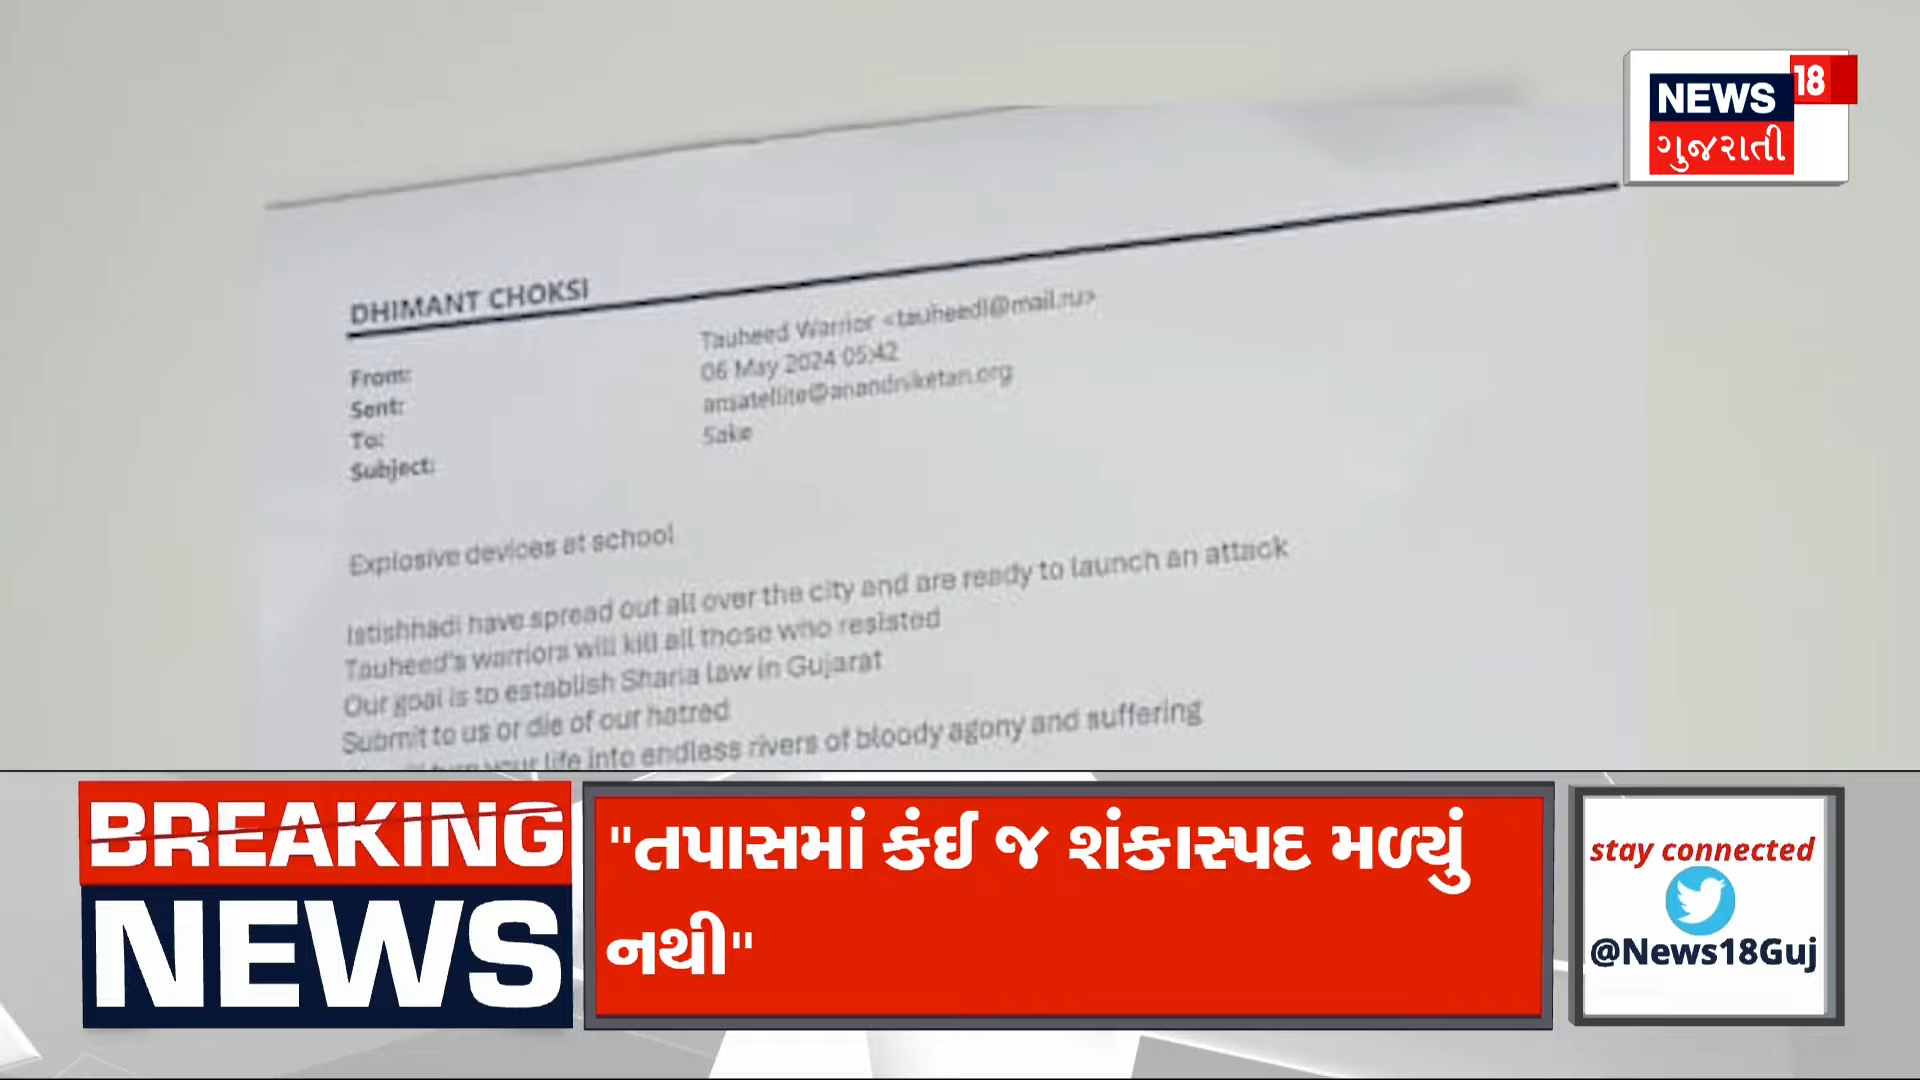 NEWS 18
ગુજરાતી
DHIMANT CHOKSI
From: Tauheed Warrior <tauheedl@mail.ru>
Sent: 06 May 2024 05:42
To: ansatellite@anandniketan.org
Subject: Sake
Explosive devices at school
Istishhadi have spread out all over the city and are ready to launch an attack
Tauheed's warriors will kill all those who resisted
Our goal is to establish Sharia law in Gujarat
Submit to us or die of our hatred
your life into endless rivers of bloody agony and suffering
BREAKING
NEWS
"તપાસમાં કંઈ જ શંકાસ્પદ મળ્યું
નથી"
stay connected
@News18Guj